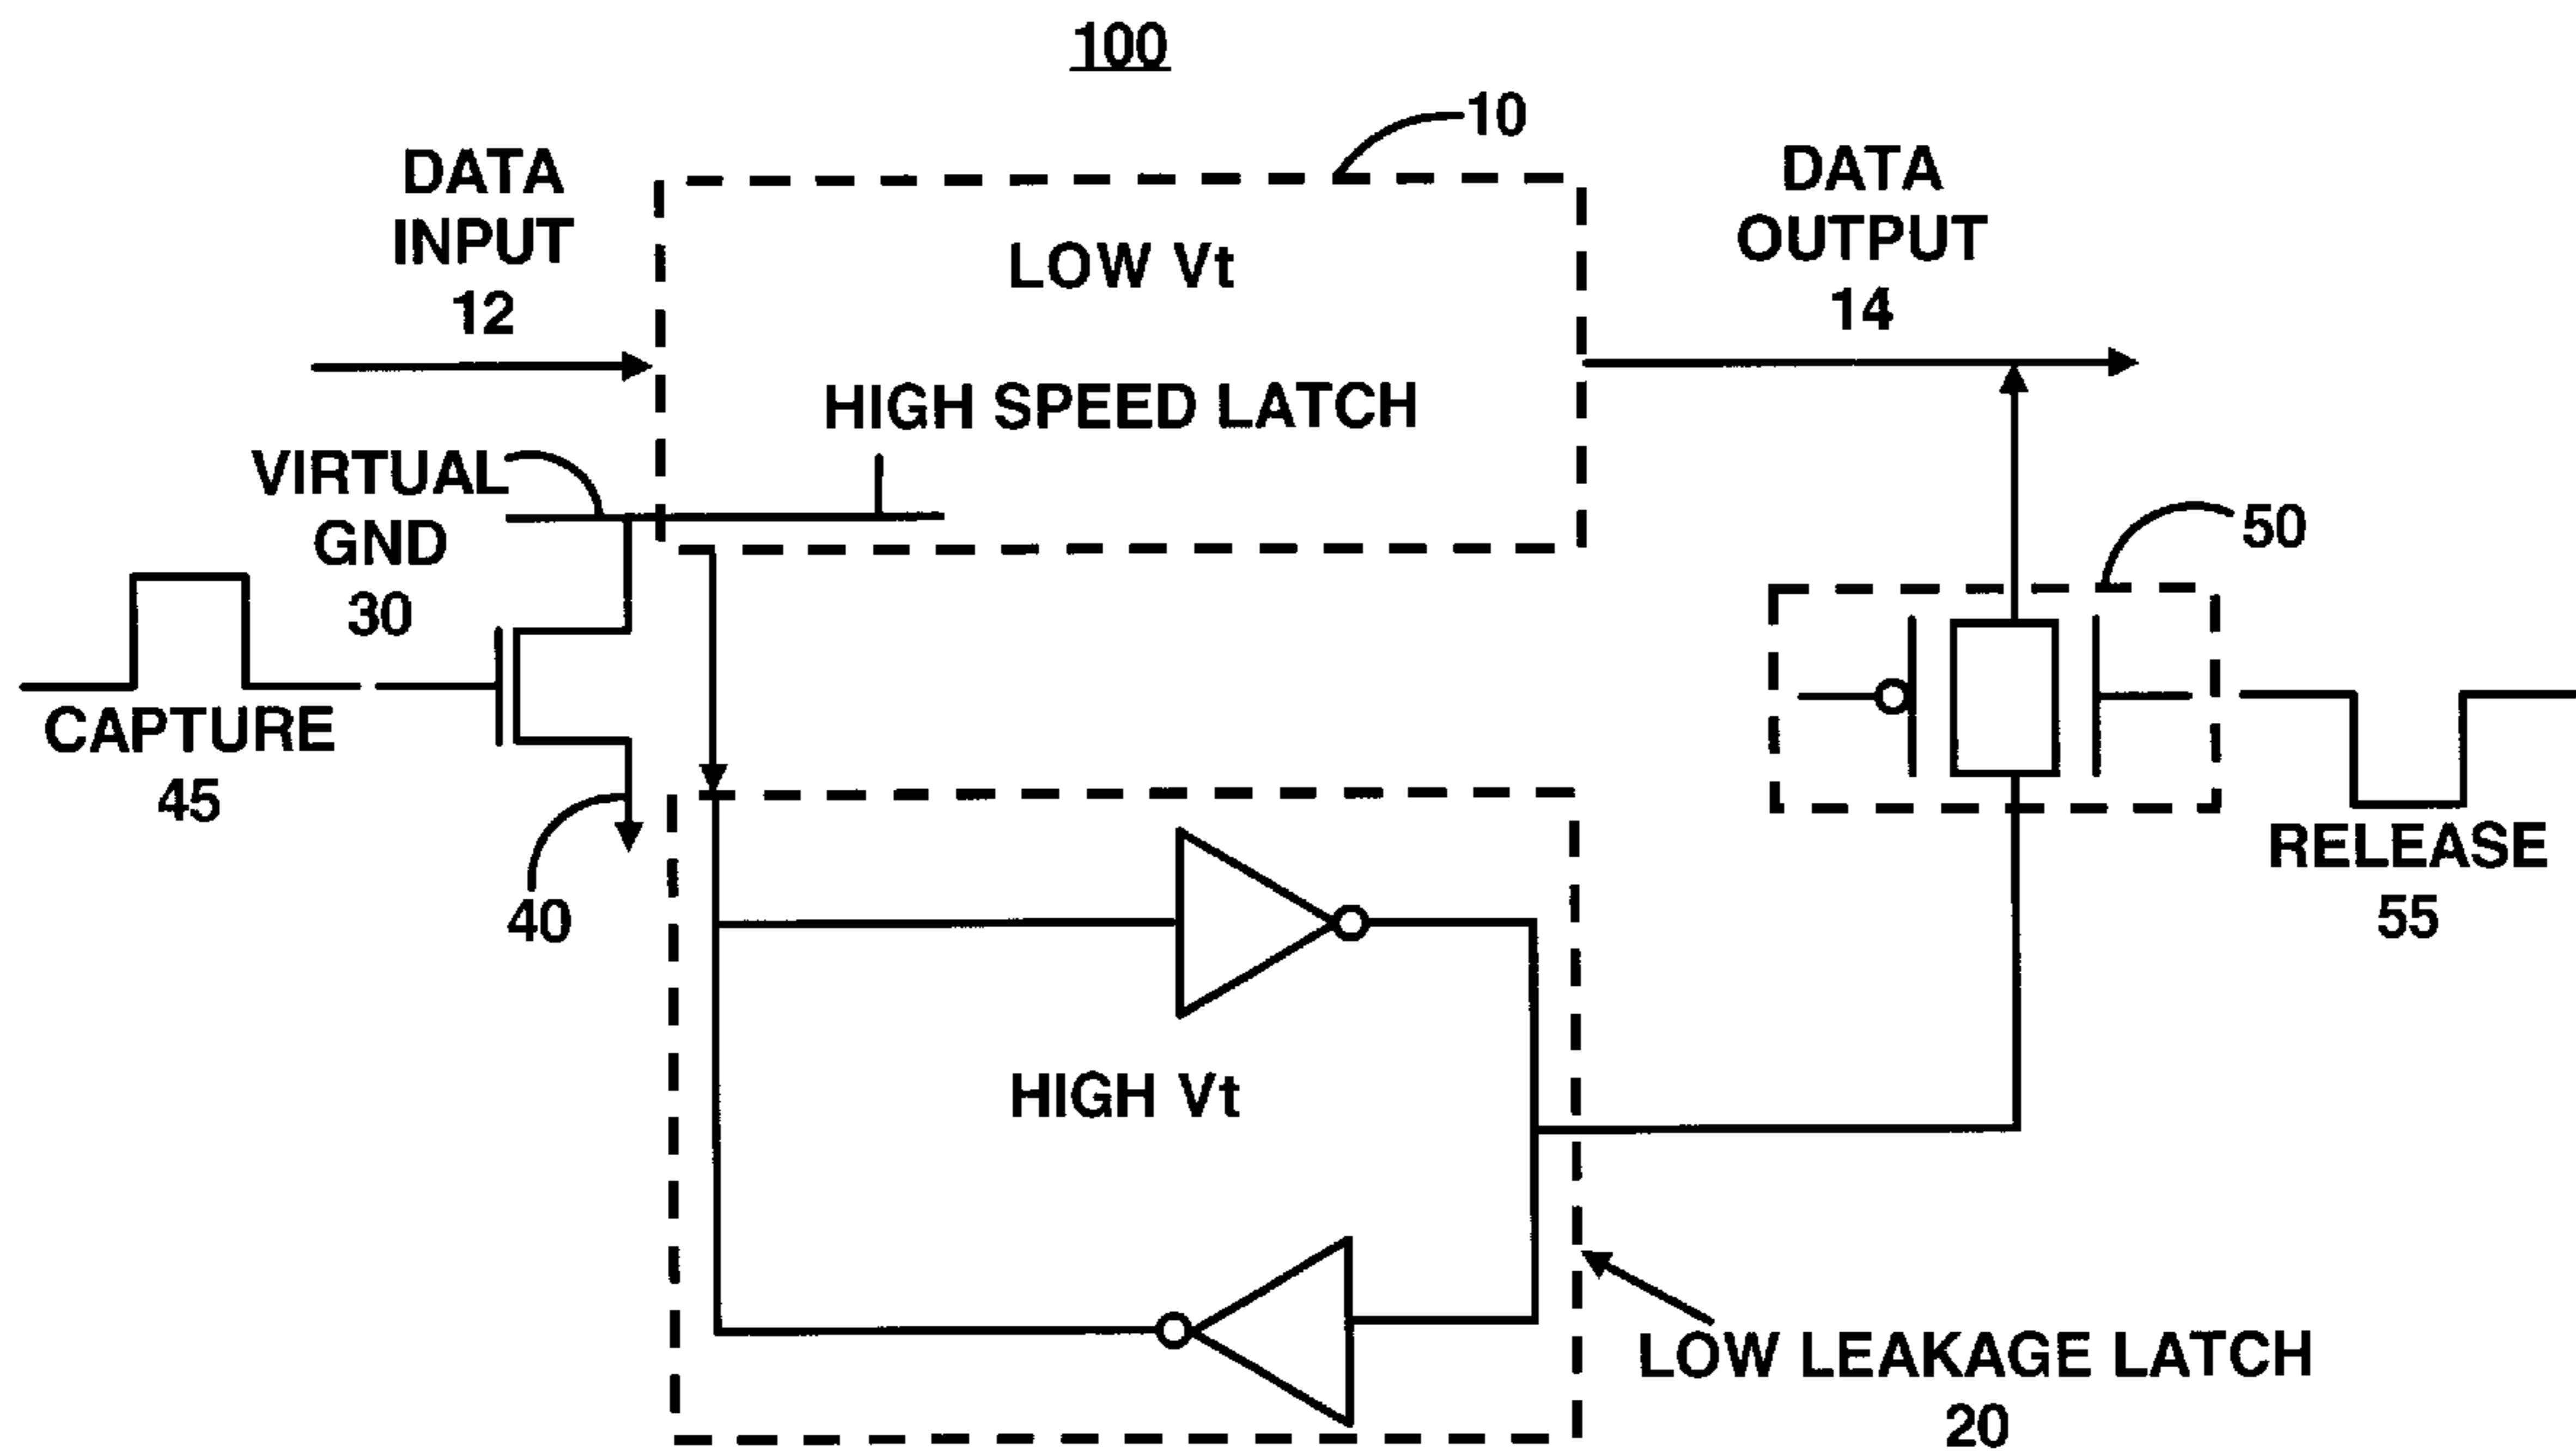 100
10
DATA
INPUT
12
LOW Vt
HIGH SPEED LATCH
DATA
OUTPUT
14
VIRTUAL
GND
30
50
CAPTURE
45
40
RELEASE
55
HIGH Vt
LOW LEAKAGE LATCH
20